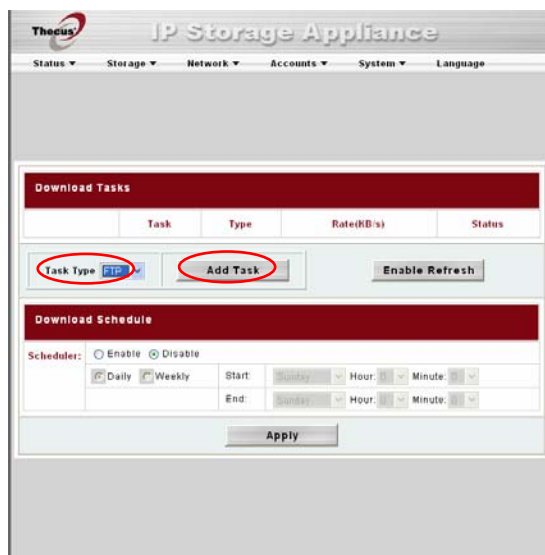 Thecus IP Storage Appliance
Status Storage Network Accounts System Language
Download Tasks
Task Type Rate(KB/s) Status
Task Type FTP Add Task Enable Refresh
Download Schedule
Scheduler: Enable Disable
Daily Weekly Start: Sunday Hour: 0 Minute: 0
End: Sunday Hour: 0 Minute: 0
Apply